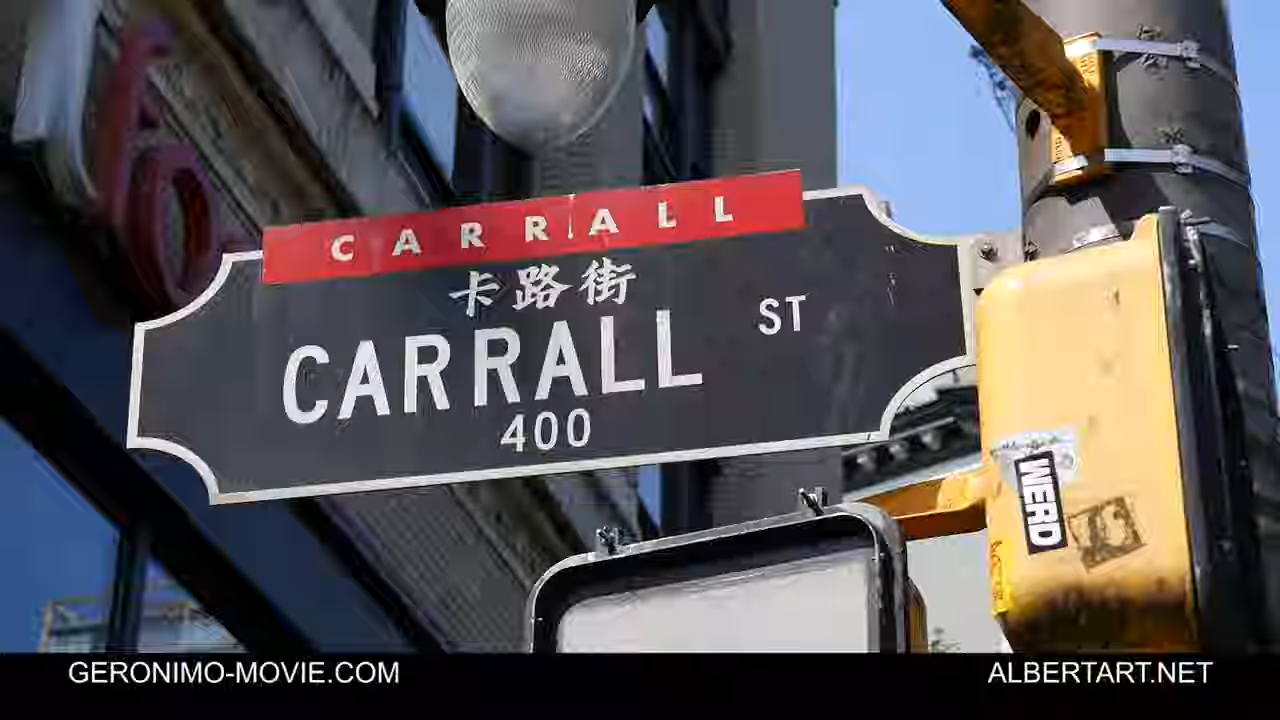 CARRALL
卡路街
CARRALL ST
400
WERD
GERONIMO-MOVIE.COM
ALBERTART.NET